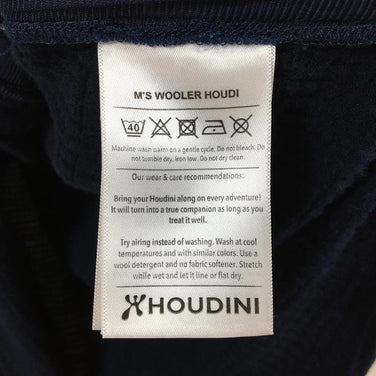 M'S WOOLER HOUDI
40
Machine wash warm on a gentle cycle. Do not bleach. Do
not tumble dry. Iron low. Do not dry clean.
Our wear & care recommendations:
Bring your Houdini along on every adventure!
It will turn into a true companion as long as you
treat it well.
Try airing instead of washing. Wash at cool
temperatures and with similar colors. Use a
wool detergent and no fabric softener. Stretch
while wet and let it line or flat dry.
HOUDINI